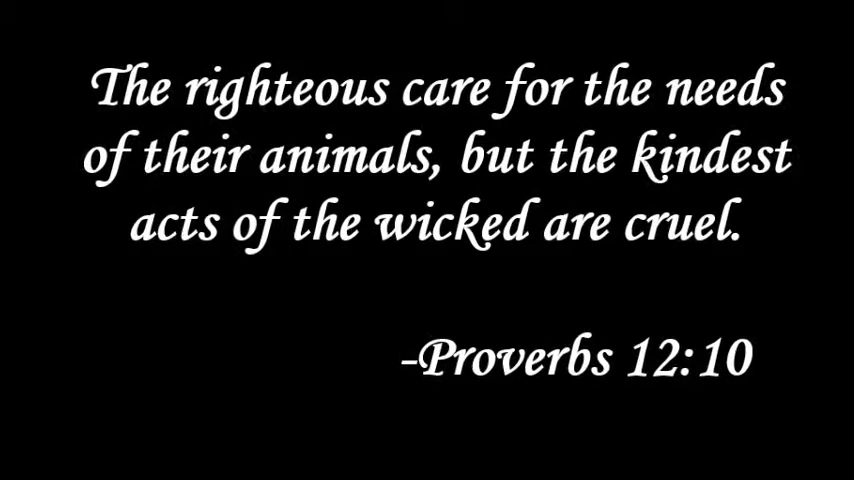 The righteous care for the needs
of their animals, but the kindest
acts of the wicked are cruel.
-Proverbs 12:10